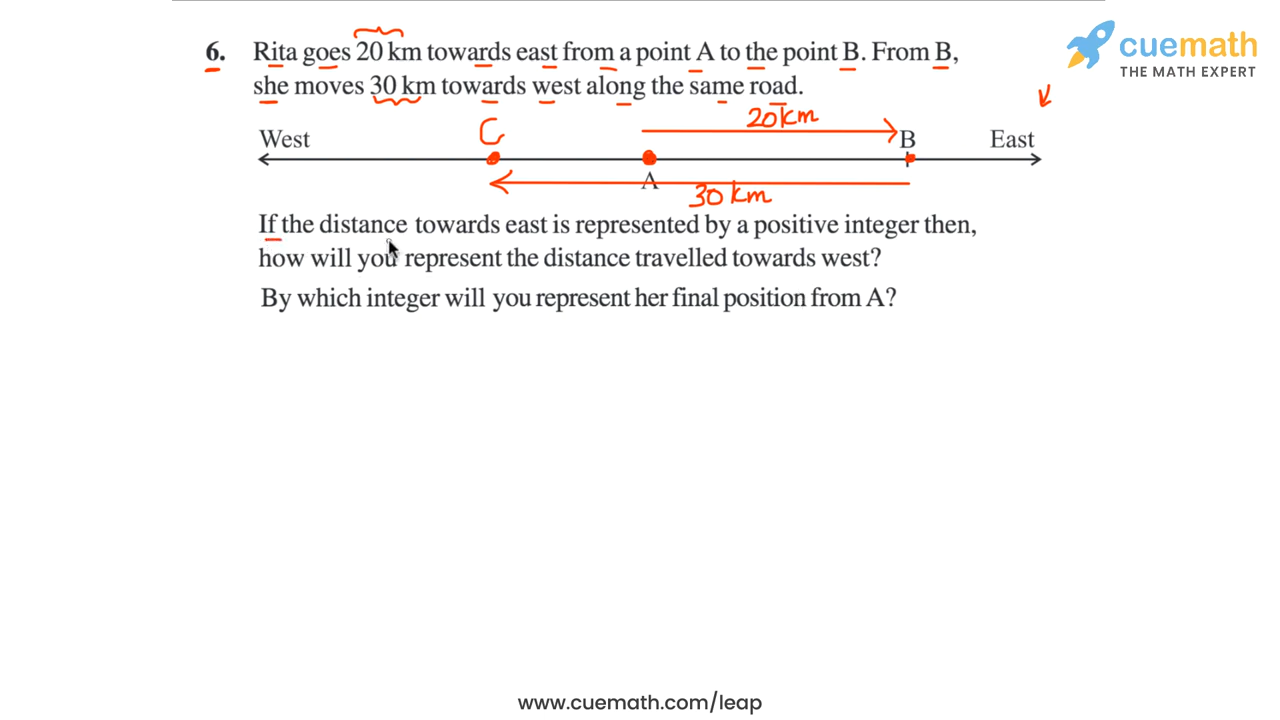 cuemath
THE MATH EXPERT
6. Rita goes 20 km towards east from a point A to the point B. From B,
she moves 30 km towards west along the same road.
20 km
West C B East
A
30 km
If the distance towards east is represented by a positive integer then,
how will you represent the distance travelled towards west?
By which integer will you represent her final position from A?
www.cuemath.com/leap